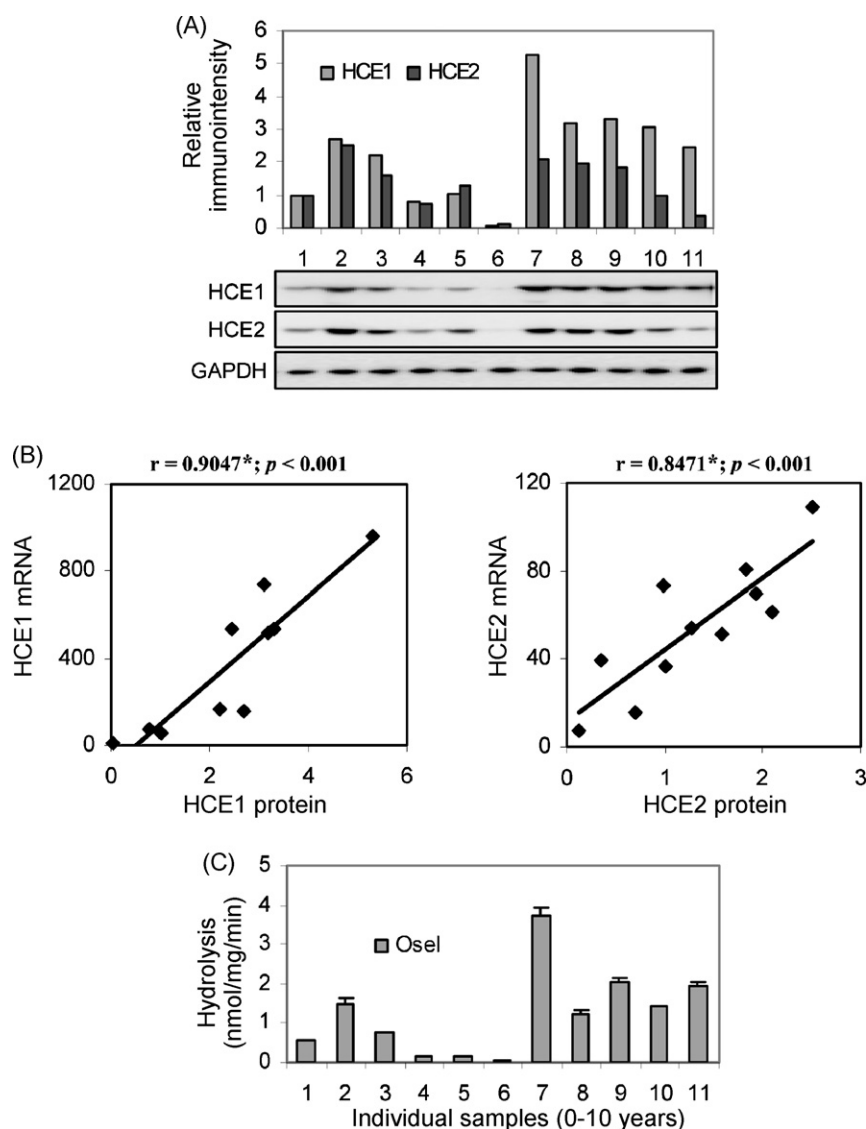 (A)
6
5
4
3
2
1
0
Relative
immunointensity
HCE1 HCE2
1 2 3 4 5 6 7 8 9 10 11
HCE1
HCE2
GAPDH
(B)
r = 0.9047*; p < 0.001
1200
800
400
0
HCE1 mRNA
0 2 4 6
HCE1 protein
r = 0.8471*; p < 0.001
120
80
40
0
HCE2 mRNA
0 1 2 3
HCE2 protein
(C)
5
4
3
2
1
0
Hydrolysis
(nmol/mg/min)
Osel
1 2 3 4 5 6 7 8 9 10 11
Individual samples (0-10 years)